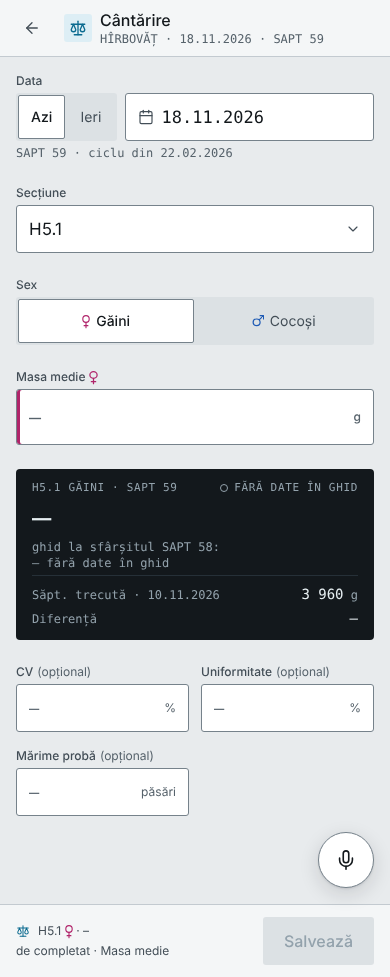 Cântărire
HÎRBOVĂȚ · 18.11.2026 · SAPT 59
Data
Azi Ieri 18.11.2026
SAPT 59 · ciclu din 22.02.2026
Secțiune
H5.1
Sex
♀ Găini ♂ Cocoși
Masa medie ♀
— g
H5.1 GĂINI · SAPT 59 ○ FĂRĂ DATE ÎN GHID
—
ghid la sfârșitul SAPT 58:
— fără date în ghid
Săpt. trecută · 10.11.2026 3 960 g
Diferență —
CV (opțional) Uniformitate (opțional)
— % — %
Mărime probă (opțional)
— păsări
H5.1 ♀ · –
de completat · Masa medie
Salvează